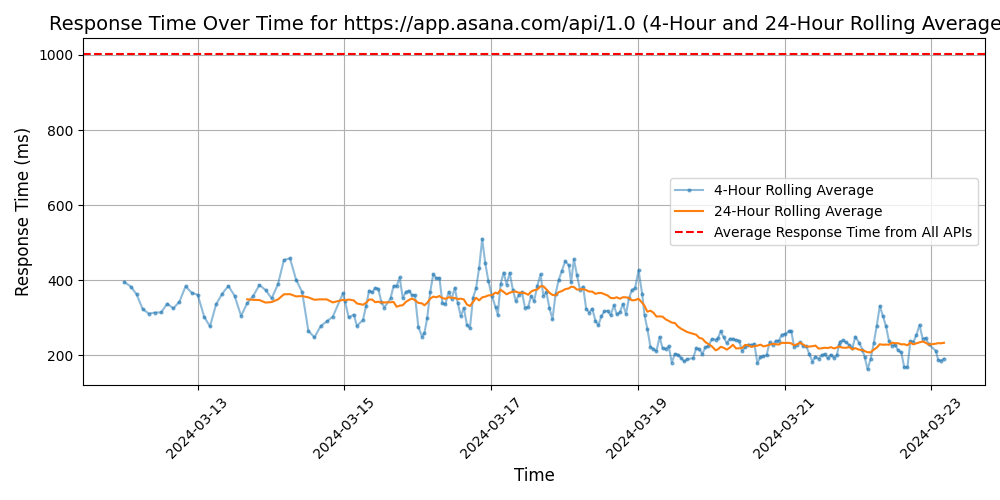 Response Time Over Time for https://app.asana.com/api/1.0 (4-Hour and 24-Hour Rolling Average
Response Time (ms)
1000
800
600
400
200
4-Hour Rolling Average
24-Hour Rolling Average
Average Response Time from All APIs
2024-03-13
2024-03-15
2024-03-17
2024-03-19
2024-03-21
2024-03-23
Time